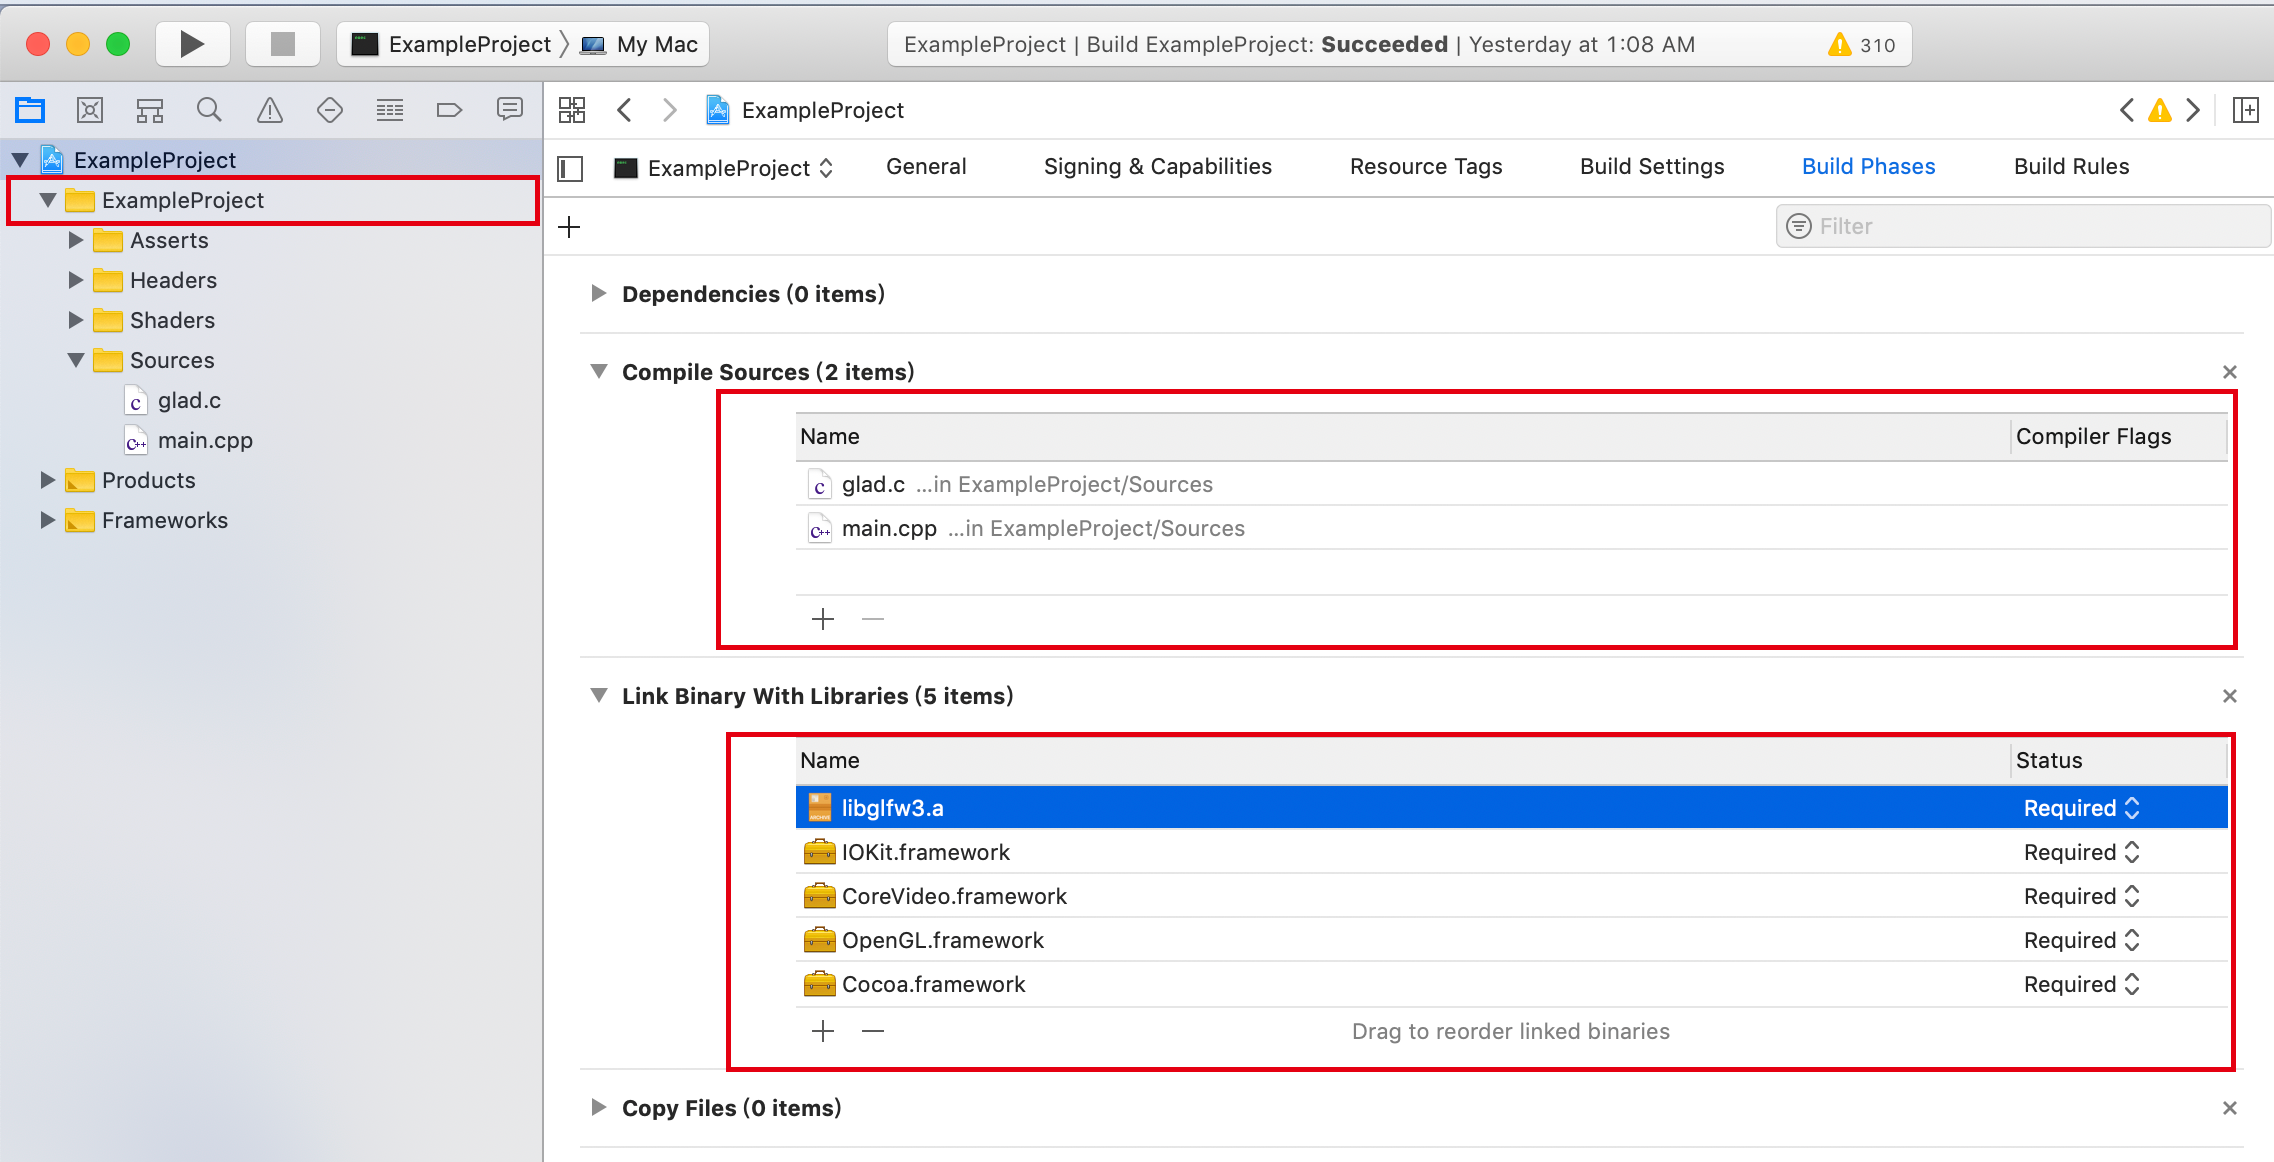 ExampleProject My Mac
ExampleProject | Build ExampleProject: Succeeded | Yesterday at 1:08 AM 310
ExampleProject
ExampleProject
ExampleProject
Asserts
Headers
Shaders
Sources
glad.c
main.cpp
Products
Frameworks
ExampleProject General Signing & Capabilities Resource Tags Build Settings Build Phases Build Rules
Filter
Dependencies (0 items)
Compile Sources (2 items)
Name Compiler Flags
glad.c ...in ExampleProject/Sources
main.cpp ...in ExampleProject/Sources
Link Binary With Libraries (5 items)
Name Status
libglfw3.a Required
IOKit.framework Required
CoreVideo.framework Required
OpenGL.framework Required
Cocoa.framework Required
Drag to reorder linked binaries
Copy Files (0 items)